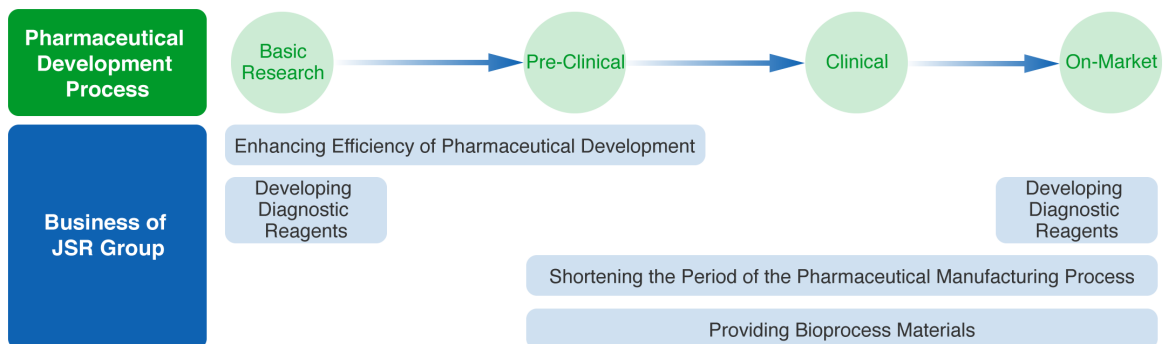 Pharmaceutical
Development
Process
Basic
Research
Pre-Clinical
Clinical
On-Market
Business of
JSR Group
Enhancing Efficiency of Pharmaceutical Development
Developing
Diagnostic
Reagents
Developing
Diagnostic
Reagents
Shortening the Period of the Pharmaceutical Manufacturing Process
Providing Bioprocess Materials